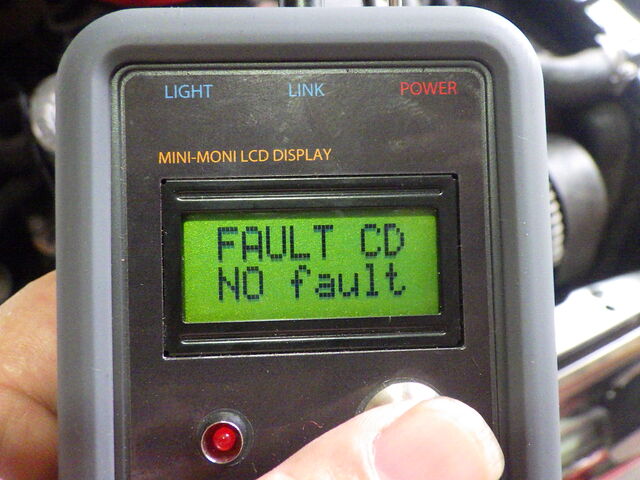 LIGHT LINK POWER
MINI-MONI LCD DISPLAY
FAULT CD
NO fault